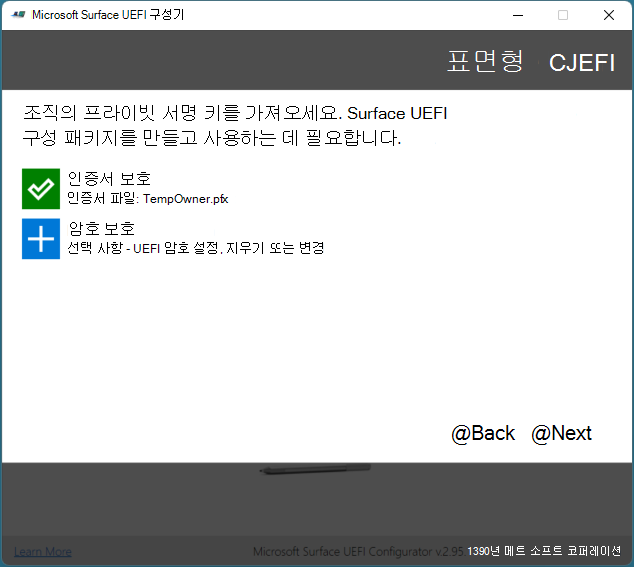 Microsoft Surface UEFI 구성기
표면형 CJEFI
조직의 프라이빗 서명 키를 가져오세요. Surface UEFI
구성 패키지를 만들고 사용하는 데 필요합니다.
인증서 보호
인증서 파일: TempOwner.pfx
암호 보호
선택 사항 - UEFI 암호 설정, 지우기 또는 변경
@Back @Next
Learn More
Microsoft Surface UEFI Configurator v.2.95
1390년 메트 소프트 코퍼레이션